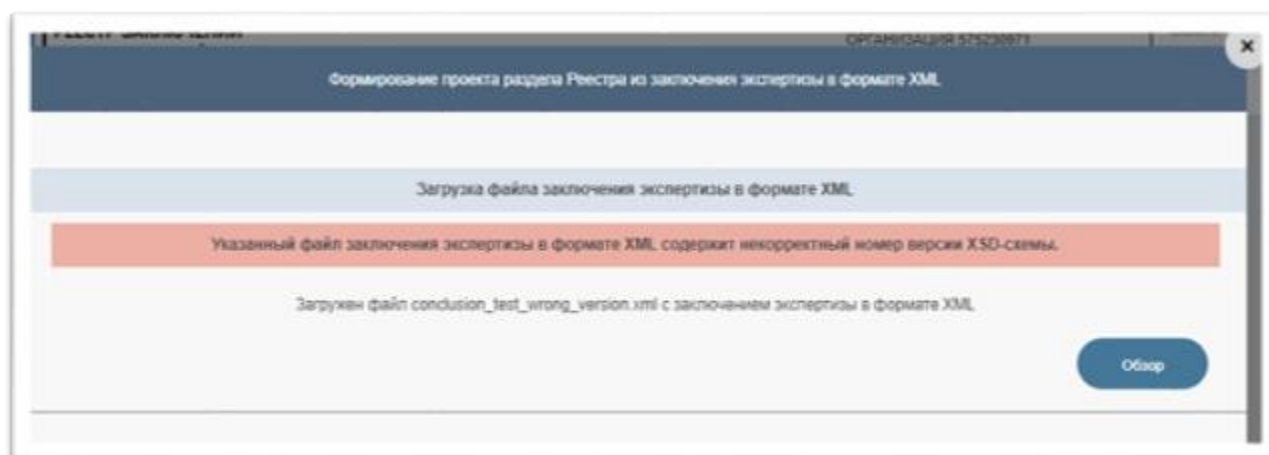 ОРГАНИЗАЦИЯ 575230971
Формирование проекта раздела Реестра из заключения экспертизы в формате XML
Загрузка файла заключения экспертизы в формате XML
Указанный файл заключения экспертизы в формате XML содержит некорректный номер версии XSD-схемы.
Загружен файл conclusion_test_wrong_version.xml с заключением экспертизы в формате XML
Обзор